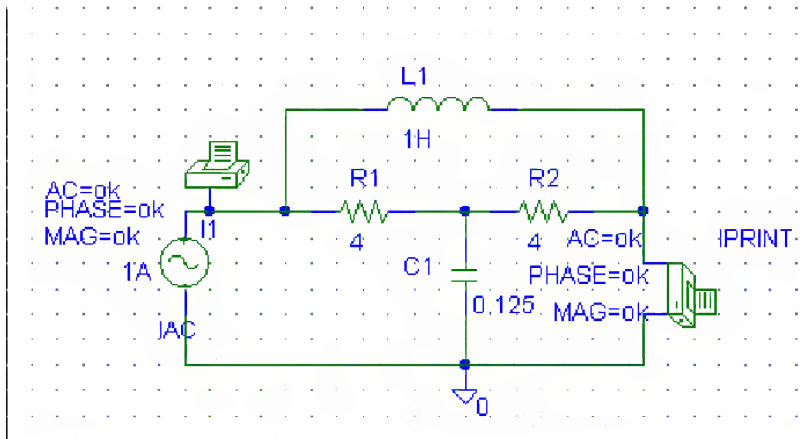 L1
1H
AC=ok
PHASE=ok
MAG=ok
I1
1A
IAC
R1
4
R2
4
C1
0,125
AC=ok
PHASE=ok
MAG=ok
IPRINT
0